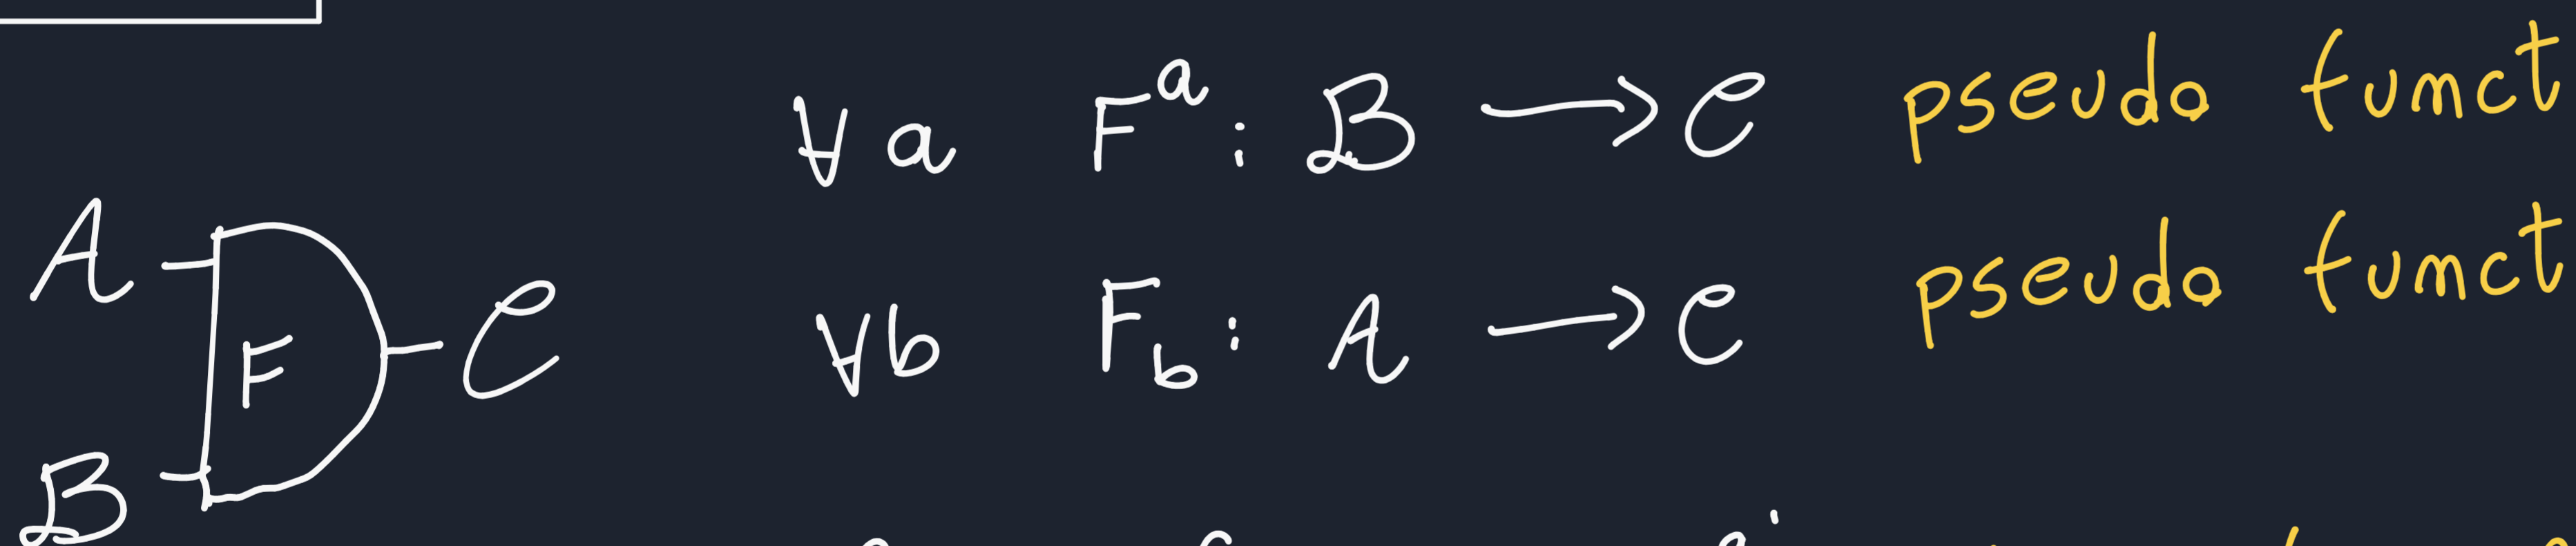 ∀a F^a : B → C pseudo funct
A
F C ∀b F_b : A → C pseudo funct
B